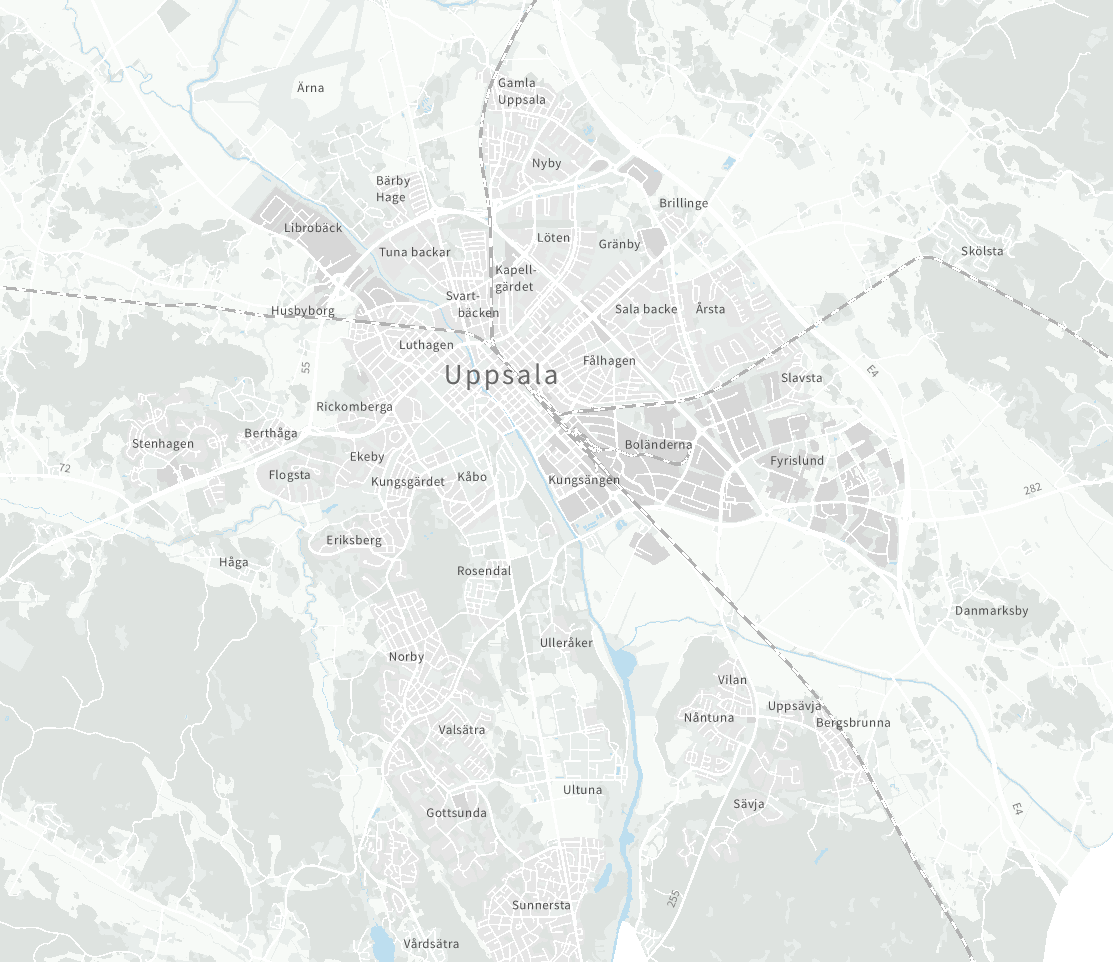 Gamla
Uppsala
Ärna
Nyby
Bärby
Hage
Brillinge
Librobäck
Löten
Gränby
Tuna backar
Skölsta
Kapell-
gärdet
Svart-
bäcken
Husbyborg
Sala backe
Årsta
Luthagen
Fålhagen
55
E4
Uppsala
Slavsta
Rickomberga
Berthåga
Stenhagen
Boländerna
Ekeby
Fyrislund
72
Flogsta
Kungsgärdet
Kåbo
Kungsängen
282
Eriksberg
Håga
Rosendal
Danmarksby
Ulleråker
Norby
Vilan
Uppsävja
Nåntuna
Bergsbrunna
Valsätra
Ultuna
Sävja
Gottsunda
E4
255
Sunnersta
Vårdsätra